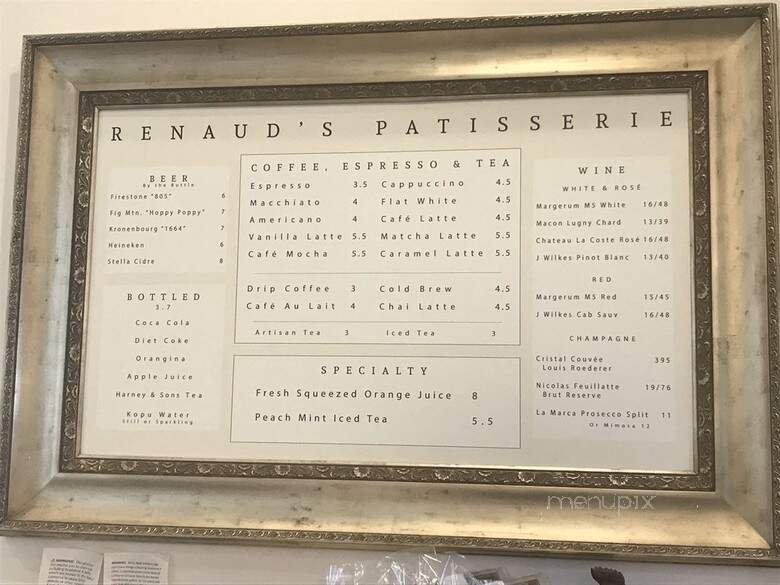 RENAUD'S PATISSERIE
BEER
By the Bottle
Firestone "805" 6
Fig Mtn. "Hoppy Poppy" 7
Kronenbourg "1664" 7
Heineken 6
Stella Cidre 8
BOTTLED
3.7
Coca Cola
Diet Coke
Orangina
Apple Juice
Harney & Sons Tea
Kopu Water
Still or Sparkling
COFFEE, ESPRESSO & TEA
Espresso 3.5 Cappuccino 4.5
Macchiato 4 Flat White 4.5
Americano 4 Café Latte 4.5
Vanilla Latte 5.5 Matcha Latte 5.5
Café Mocha 5.5 Caramel Latte 5.5
Drip Coffee 3 Cold Brew 4.5
Café Au Lait 4 Chai Latte 4.5
Artisan Tea 3 Iced Tea 3
SPECIALTY
Fresh Squeezed Orange Juice 8
Peach Mint Iced Tea 5.5
WINE
WHITE & ROSÉ
Margerum M5 White 16/48
Macon Lugny Chard 13/39
Chateau La Coste Rosé 16/48
J Wilkes Pinot Blanc 13/40
RED
Margerum M5 Red 15/45
J Wilkes Cab Sauv 16/48
CHAMPAGNE
Cristal Couvée 395
Louis Roederer
Nicolas Feuillatte 19/76
Brut Reserve
La Marca Prosecco Split 11
Or Mimosa 12
menupix
WARNING:
WARNING: